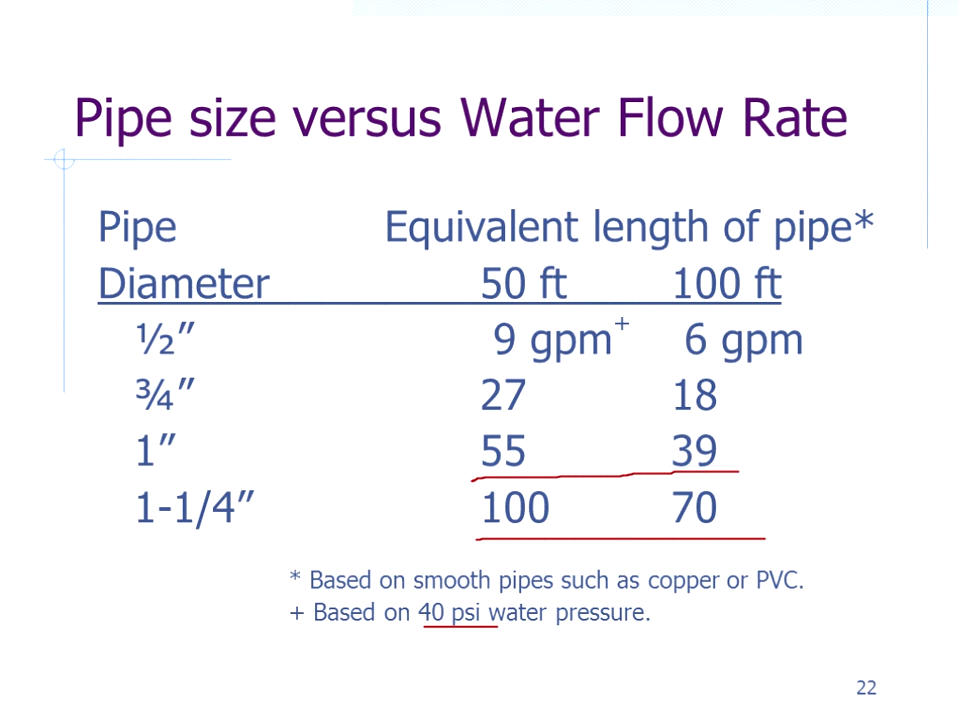 Pipe size versus Water Flow Rate
Pipe Equivalent length of pipe*
Diameter 50 ft 100 ft
½” 9 gpm+ 6 gpm
¾” 27 18
1” 55 39
1-1/4” 100 70
* Based on smooth pipes such as copper or PVC.
+ Based on 40 psi water pressure.
22